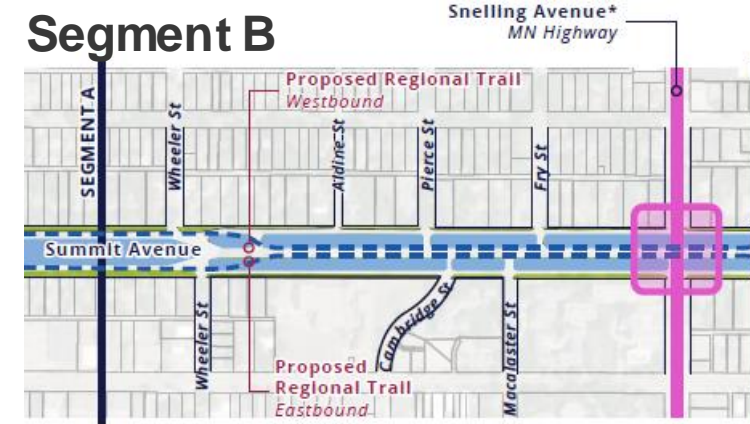 Segment B
Snelling Avenue*
MN Highway
Proposed Regional Trail
Westbound
SEGMENT A
Wheeler St
Aldine St
Pierce St
Fry St
Summit Avenue
Wheeler St
Cambridge St
Macalaster St
Proposed
Regional Trail
Eastbound